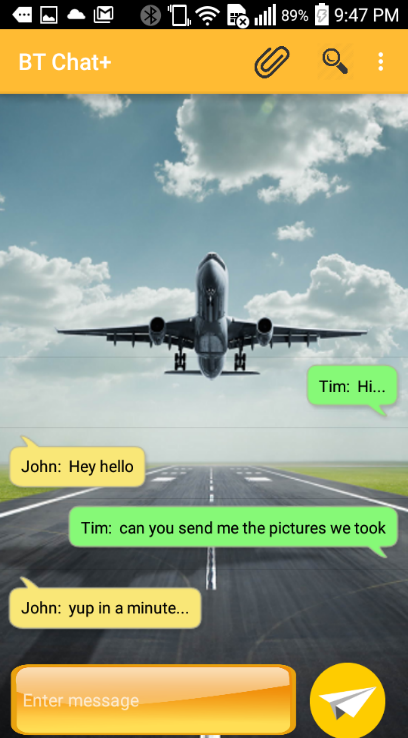 89% 9:47 PM
BT Chat+
Tim: Hi...
John: Hey hello
Tim: can you send me the pictures we took
John: yup in a minute...
Enter message